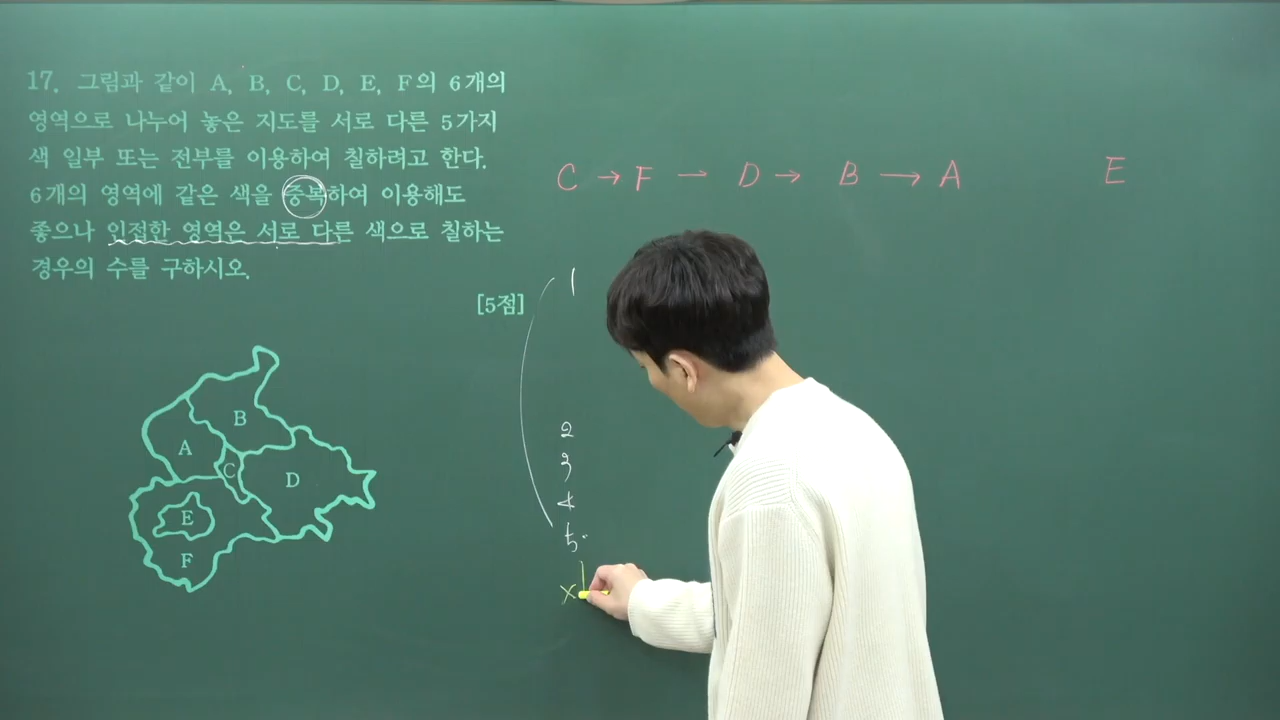 17. 그림과 같이 A, B, C, D, E, F의 6개의
영역으로 나누어 놓은 지도를 서로 다른 5가지
색 일부 또는 전부를 이용하여 칠하려고 한다.
6개의 영역에 같은 색을 중복하여 이용해도
좋으나 인접한 영역은 서로 다른 색으로 칠하는
경우의 수를 구하시오.
[5점]
C → F → D → B → A E
1
2
3
4
5
X
B
A
C
D
E
F